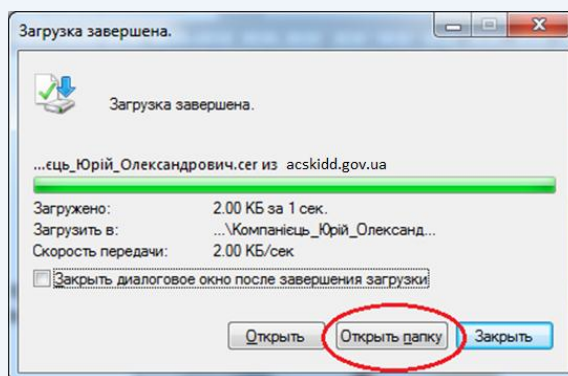 Загрузка завершена.
Загрузка завершена.
...єць_Юрій_Олександрович.cer из acskidd.gov.ua
Загружено: 2.00 КБ за 1 сек.
Загрузить в: ...\Компанієць_Юрій_Олександ...
Скорость передачи: 2.00 КБ/сек
Закрыть диалоговое окно после завершения загрузки
Открыть Открыть папку Закрыть